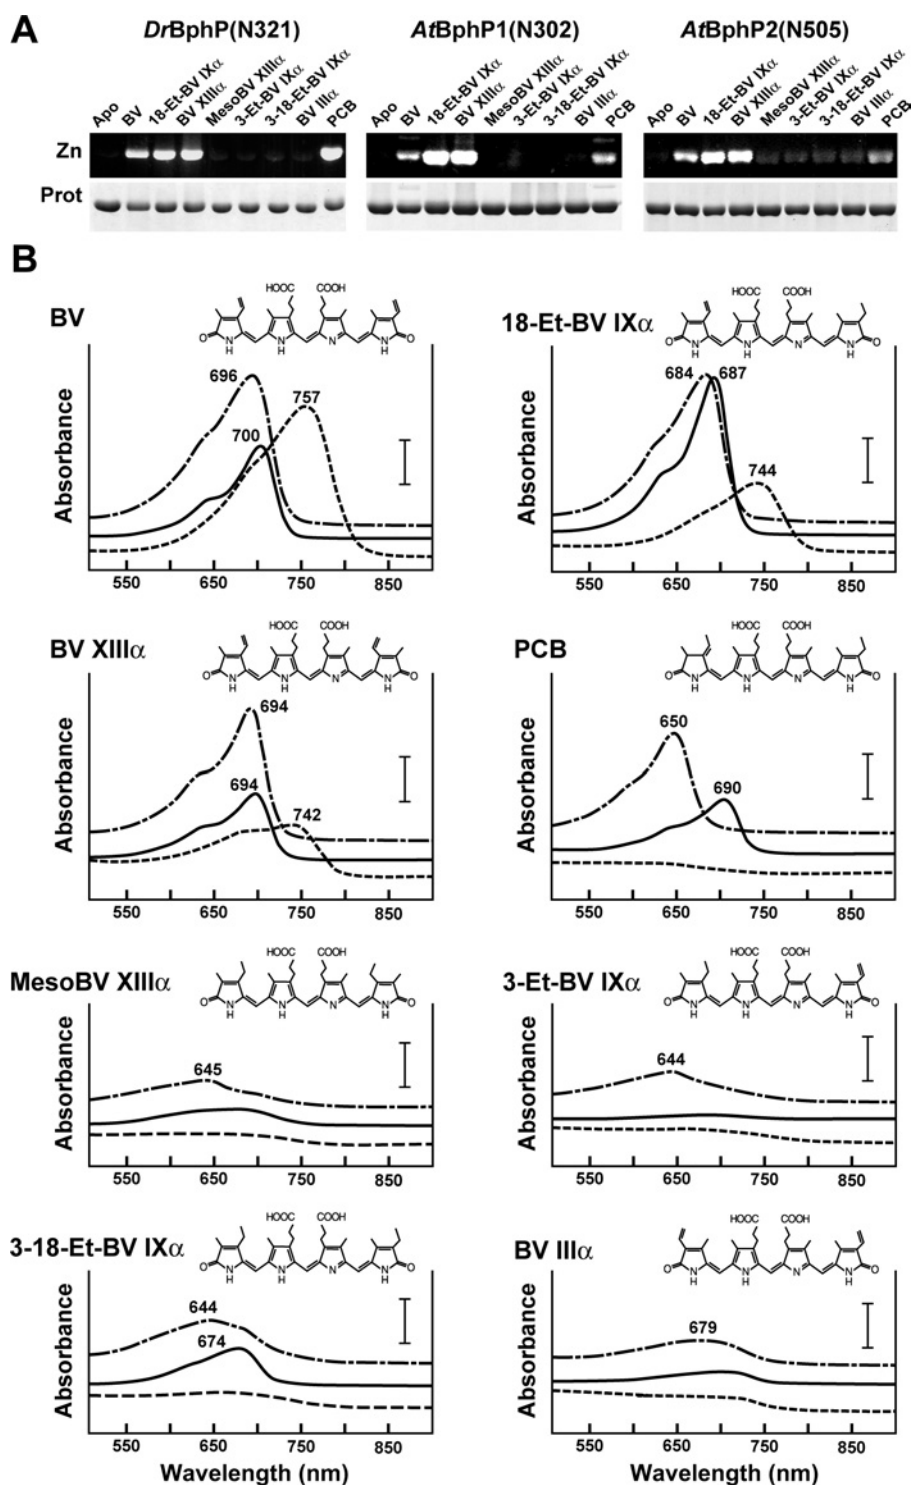 A
DrBphP(N321) AtBphP1(N302) AtBphP2(N505)
Apo BV 18-Et-BV IXα BV XIIIα MesoBV XIIIα 3-Et-BV IXα 3-18-Et-BV IXα BV IIIα PCB
Apo BV 18-Et-BV IXα BV XIIIα MesoBV XIIIα 3-Et-BV IXα 3-18-Et-BV IXα BV IIIα PCB
Apo BV 18-Et-BV IXα BV XIIIα MesoBV XIIIα 3-Et-BV IXα 3-18-Et-BV IXα BV IIIα PCB
Zn
Prot
B
BV
HOOC COOH
O N H N H N N H O
Absorbance
696
757
700
550 650 750 850
18-Et-BV IXα
HOOC COOH
O N H N H N N H O
Absorbance
684 687
744
550 650 750 850
BV XIIIα
HOOC COOH
O N H N H N N H O
Absorbance
694
694
742
550 650 750 850
PCB
HOOC COOH
O N H N H N N H O
Absorbance
650
690
550 650 750 850
MesoBV XIIIα
HOOC COOH
O N H N H N N H O
Absorbance
645
550 650 750 850
3-Et-BV IXα
HOOC COOH
O N H N H N N H O
Absorbance
644
550 650 750 850
3-18-Et-BV IXα
HOOC COOH
O N H N H N N H O
Absorbance
644
674
550 650 750 850
Wavelength (nm)
BV IIIα
HOOC COOH
O N H N H N N H O
Absorbance
679
550 650 750 850
Wavelength (nm)